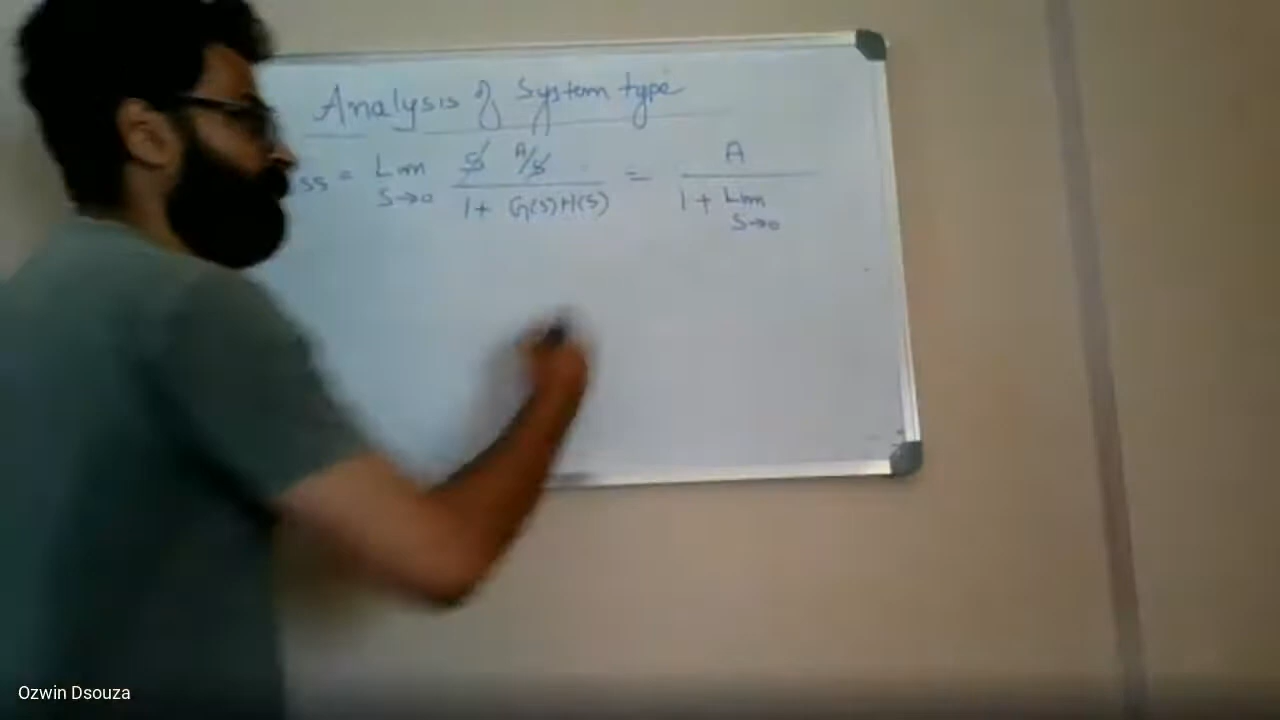 Analysis of System type
ss = Lim S→0 S A/S / 1 + G(S)H(S) = A / 1 + Lim S→0
Ozwin Dsouza